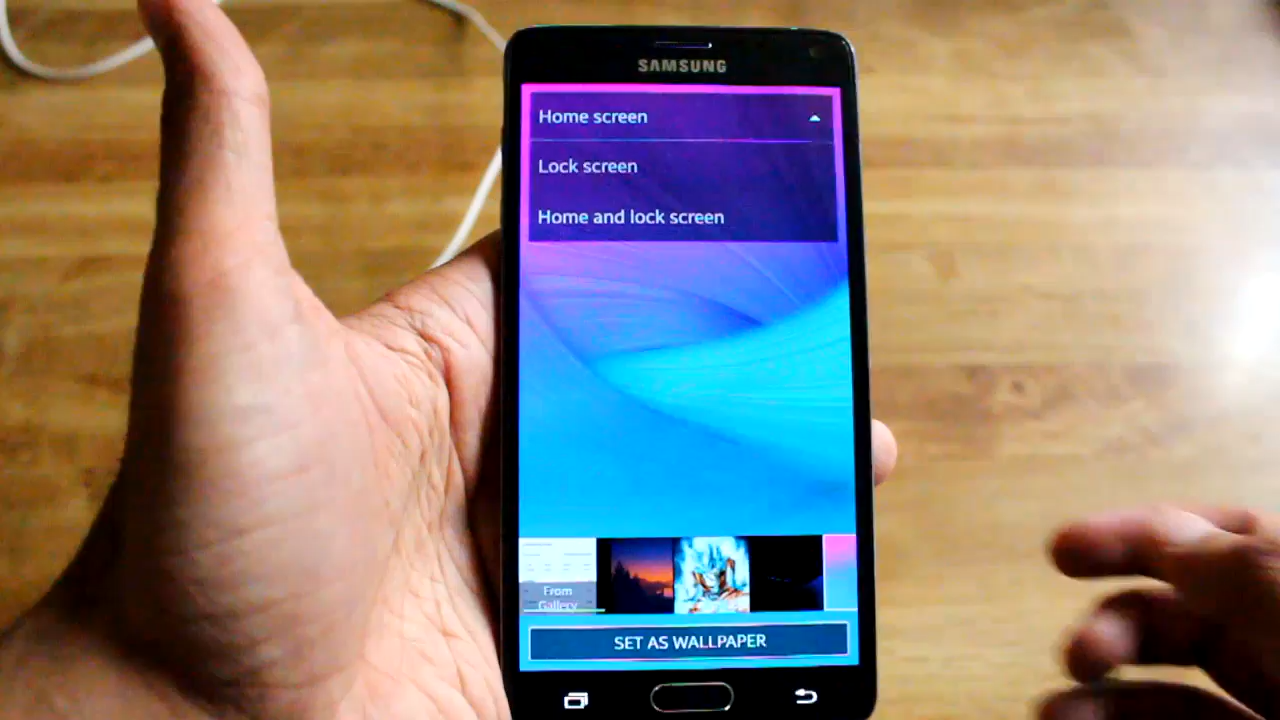 SAMSUNG
Home screen
Lock screen
Home and lock screen
From
Gallery
SET AS WALLPAPER